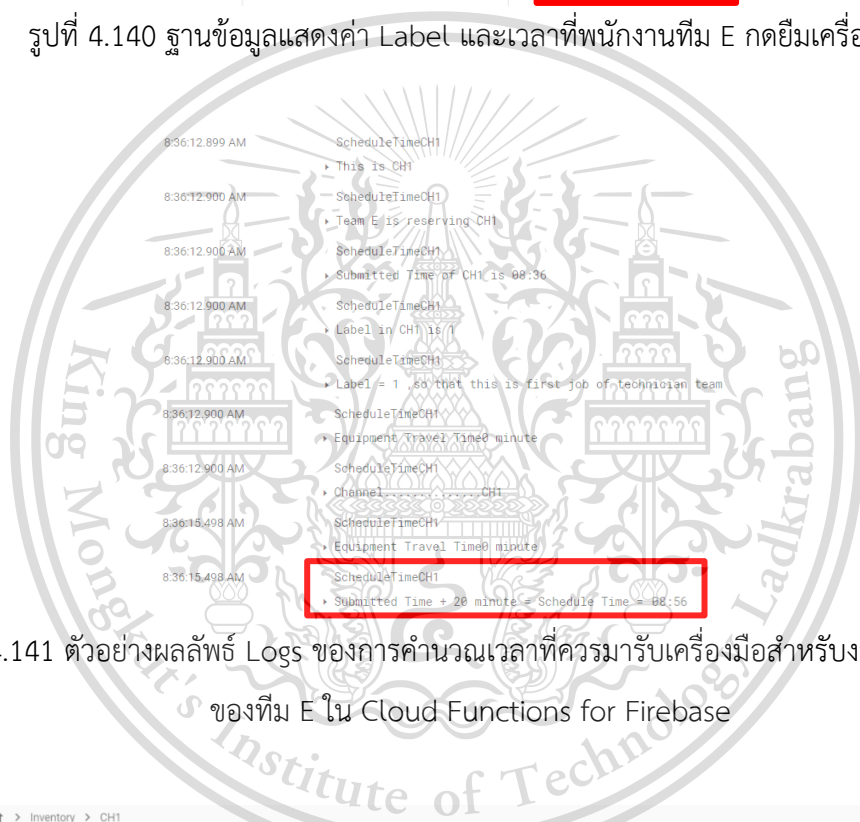 รูปที่ 4.140 ฐานข้อมูลแสดงค่า Label และเวลาที่พนักงานทีม E กดยืมเครื่อ
8:36:12.899 AM ScheduleTimeCH1
▸ This is CH1
8:36:12.900 AM ScheduleTimeCH1
▸ Team E is reserving CH1
8:36:12.900 AM ScheduleTimeCH1
▸ Submitted Time of CH1 is 08:36
8:36:12.900 AM ScheduleTimeCH1
▸ Label in CH1 is 1
8:36:12.900 AM ScheduleTimeCH1
▸ Label = 1 ,so that this is first job of technician team
8:36:12.900 AM ScheduleTimeCH1
▸ Equipment Travel Time0 minute
8:36:12.900 AM ScheduleTimeCH1
▸ Channel..............CH1
8:36:15.498 AM ScheduleTimeCH1
▸ Equipment Travel Time0 minute
8:36:15.498 AM ScheduleTimeCH1
▸ Submitted Time + 20 minute = Schedule Time = 08:56
.141 ตัวอย่างผลลัพธ์ Logs ของการคำนวณเวลาที่ควรมารับเครื่องมือสำหรับง
ของทีม E ใน Cloud Functions for Firebase
King Mongkut's Institute of Technology Ladkrabang
> Inventory > CH1